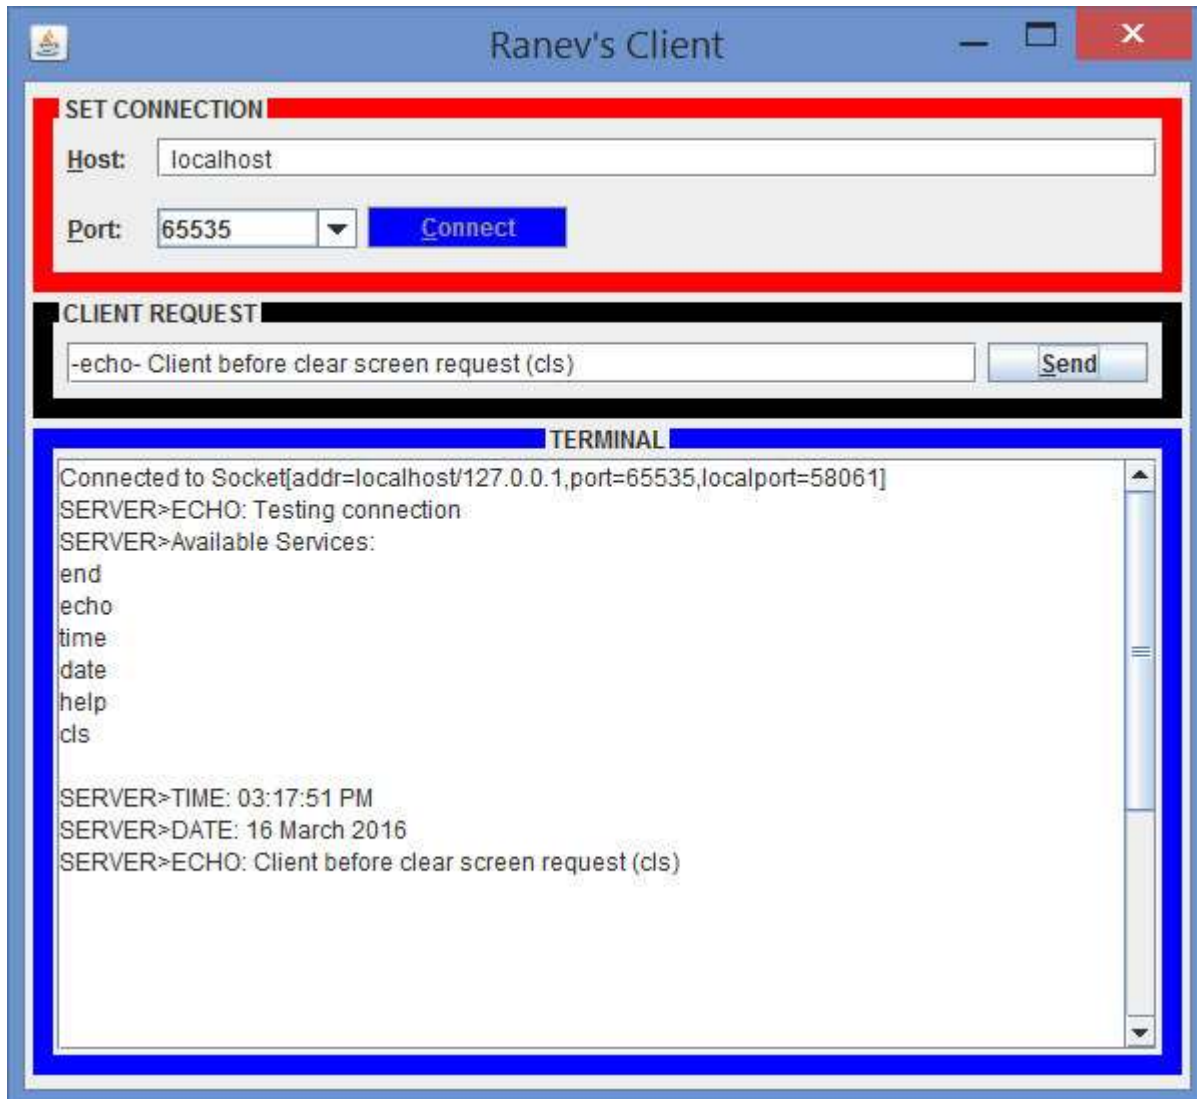 Ranev's Client
SET CONNECTION
Host: localhost
Port: 65535 Connect
CLIENT REQUEST
-echo- Client before clear screen request (cls) Send
TERMINAL
Connected to Socket[addr=localhost/127.0.0.1,port=65535,localport=58061]
SERVER>ECHO: Testing connection
SERVER>Available Services:
end
echo
time
date
help
cls
SERVER>TIME: 03:17:51 PM
SERVER>DATE: 16 March 2016
SERVER>ECHO: Client before clear screen request (cls)